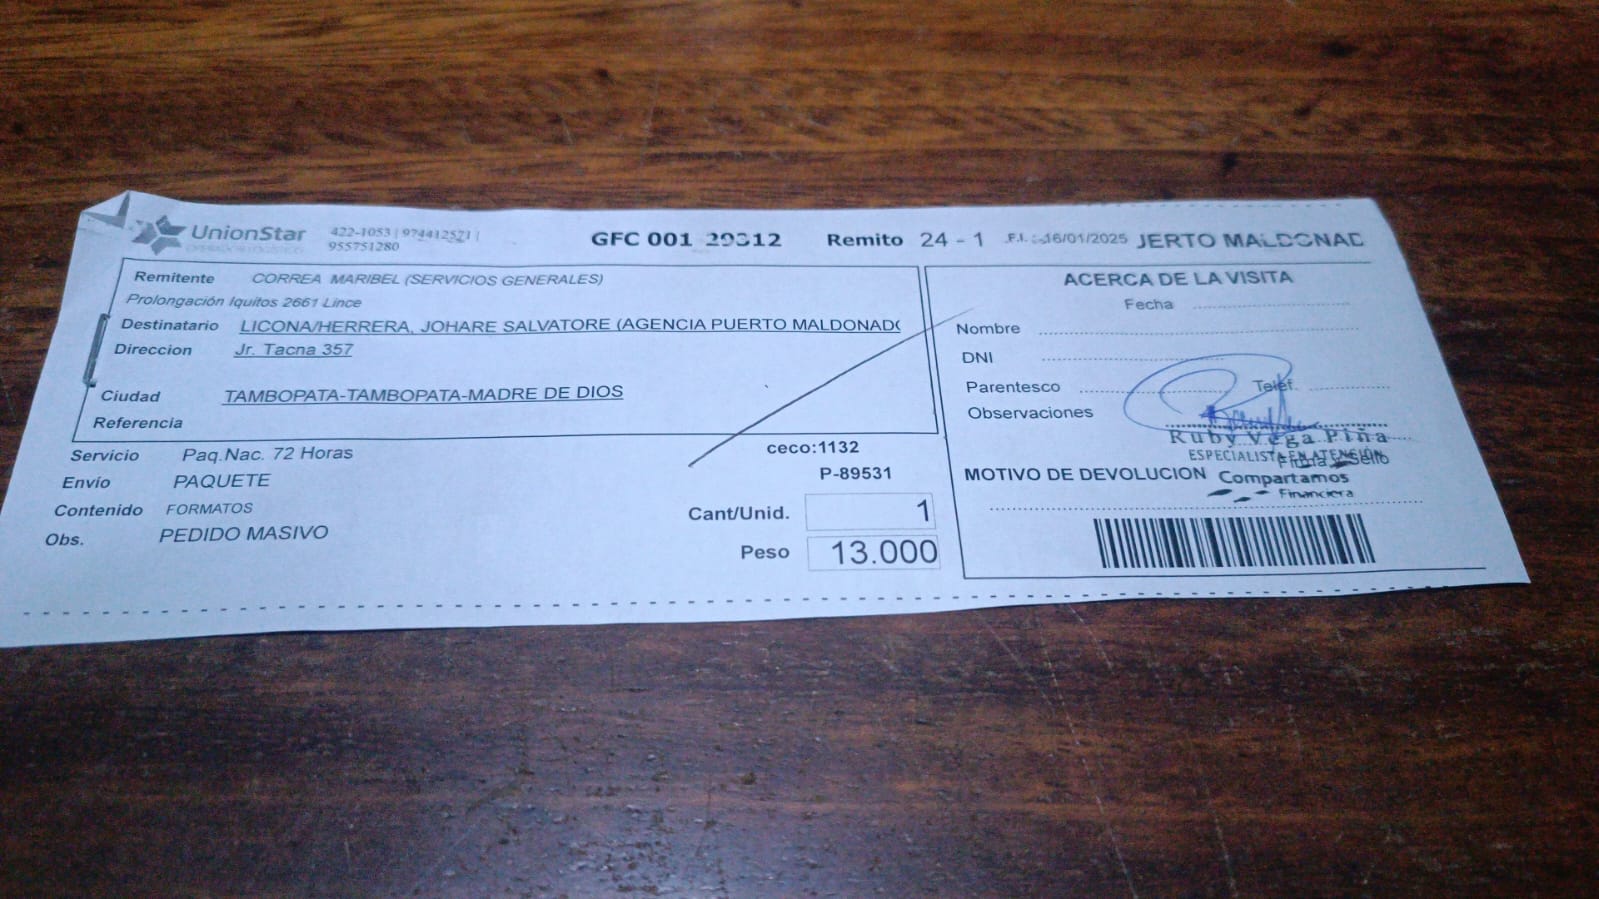 UnionStar 422-1053 | 974412571 |
955751280
GFC 001 29312 Remito 24 - 1 F.I. : 16/01/2025 JERTO MALDONAD
Remitente CORREA MARIBEL (SERVICIOS GENERALES)
Prolongación Iquitos 2661 Lince
Destinatario LICONA/HERRERA, JOHARE SALVATORE (AGENCIA PUERTO MALDONADO
Direccion Jr. Tacna 357
Ciudad TAMBOPATA-TAMBOPATA-MADRE DE DIOS
Referencia
Servicio Paq.Nac. 72 Horas
Envío PAQUETE
Contenido FORMATOS
Obs. PEDIDO MASIVO
ceco:1132
P-89531
Cant/Unid. 1
Peso 13.000
ACERCA DE LA VISITA
Fecha
Nombre
DNI
Parentesco Teléf.
Observaciones
Ruby Vega Piña
ESPECIALISTA EN ATENCIÓN
Firma y Sello
MOTIVO DE DEVOLUCION Compartamos
Financiera